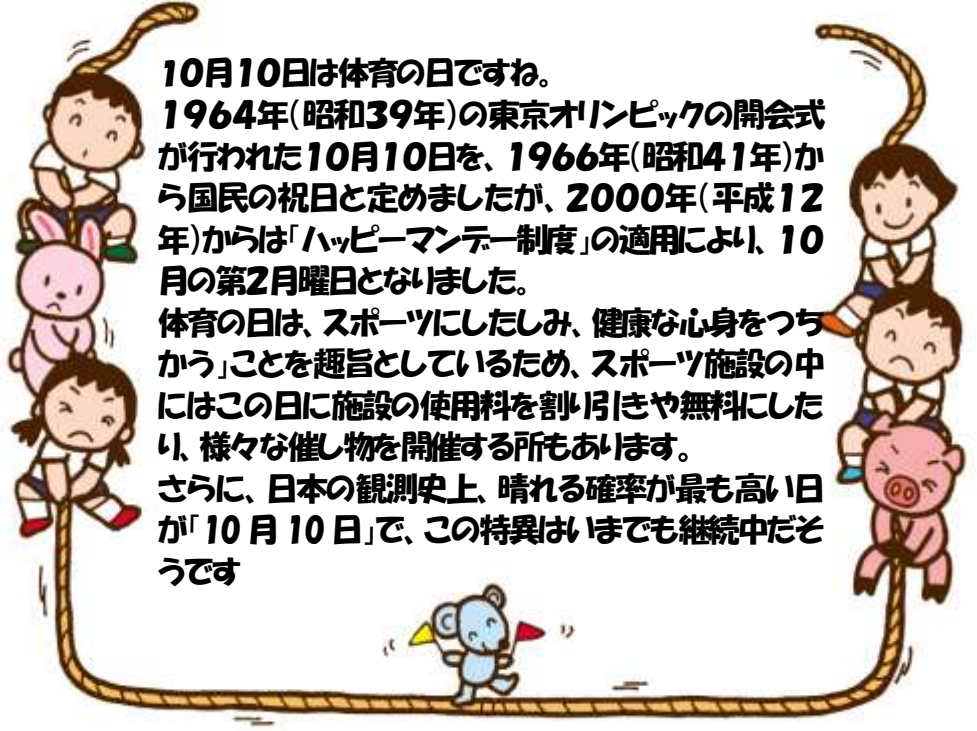 10月10日は体育の日ですね。
1964年(昭和39年)の東京オリンピックの開会式
が行われた10月10日を、1966年(昭和41年)か
ら国民の祝日と定めましたが、2000年(平成12
年)からは「ハッピーマンデー制度」の適用により、10
月の第2月曜日となりました。
体育の日は、スポーツにしたしみ、健康な心身をつち
かう」ことを趣旨としているため、スポーツ施設の中
にはこの日に施設の使用料を割り引きや無料にした
り、様々な催し物を開催する所もあります。
さらに、日本の観測史上、晴れる確率が最も高い日
が「10月10日」で、この特異はいまでも継続中だそ
うです